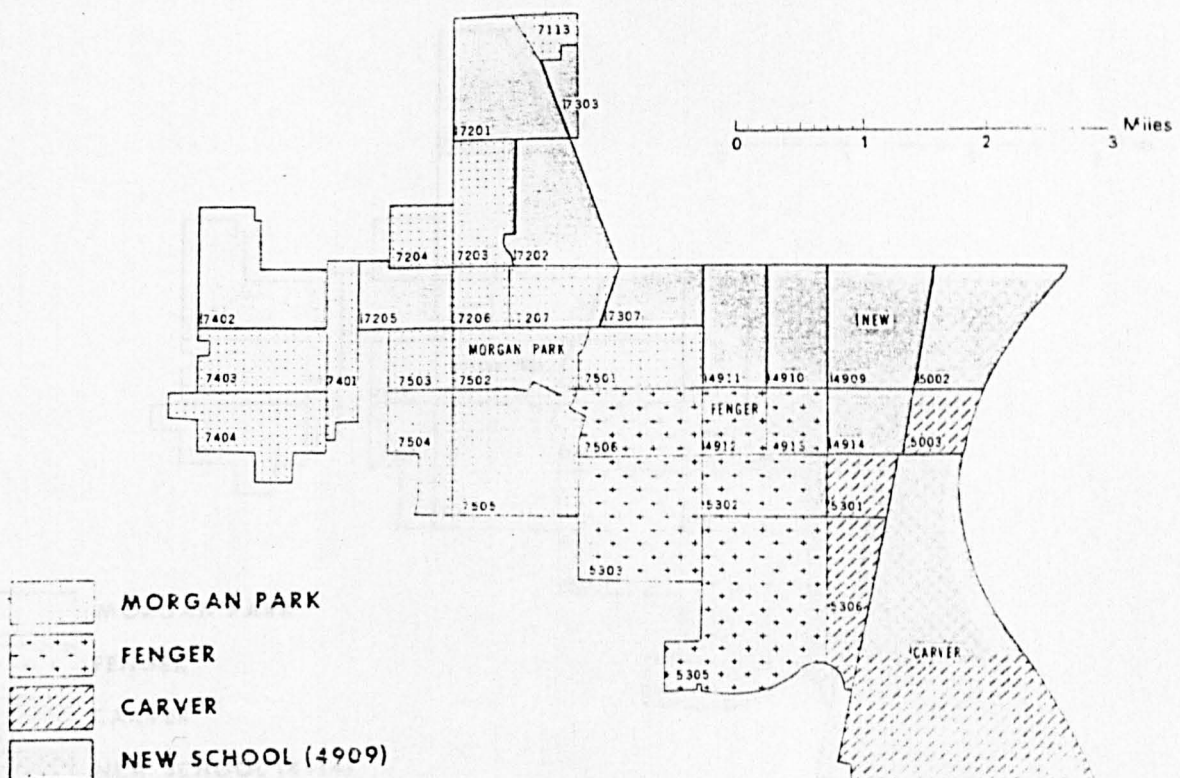 7113
7303
7201
Miles
0 1 2 3
7204 7203 7202
7402 7205 7206 7207 7307 NEW
MORGAN PARK
7403 7401 7503 7502 7501 4911 4910 4909 5002
FENGER
7404 7504 7506 4912 4913 4914 5003
7505 5302 5301
5303
5306
CARVER
5305
MORGAN PARK
FENGER
CARVER
NEW SCHOOL (4909)